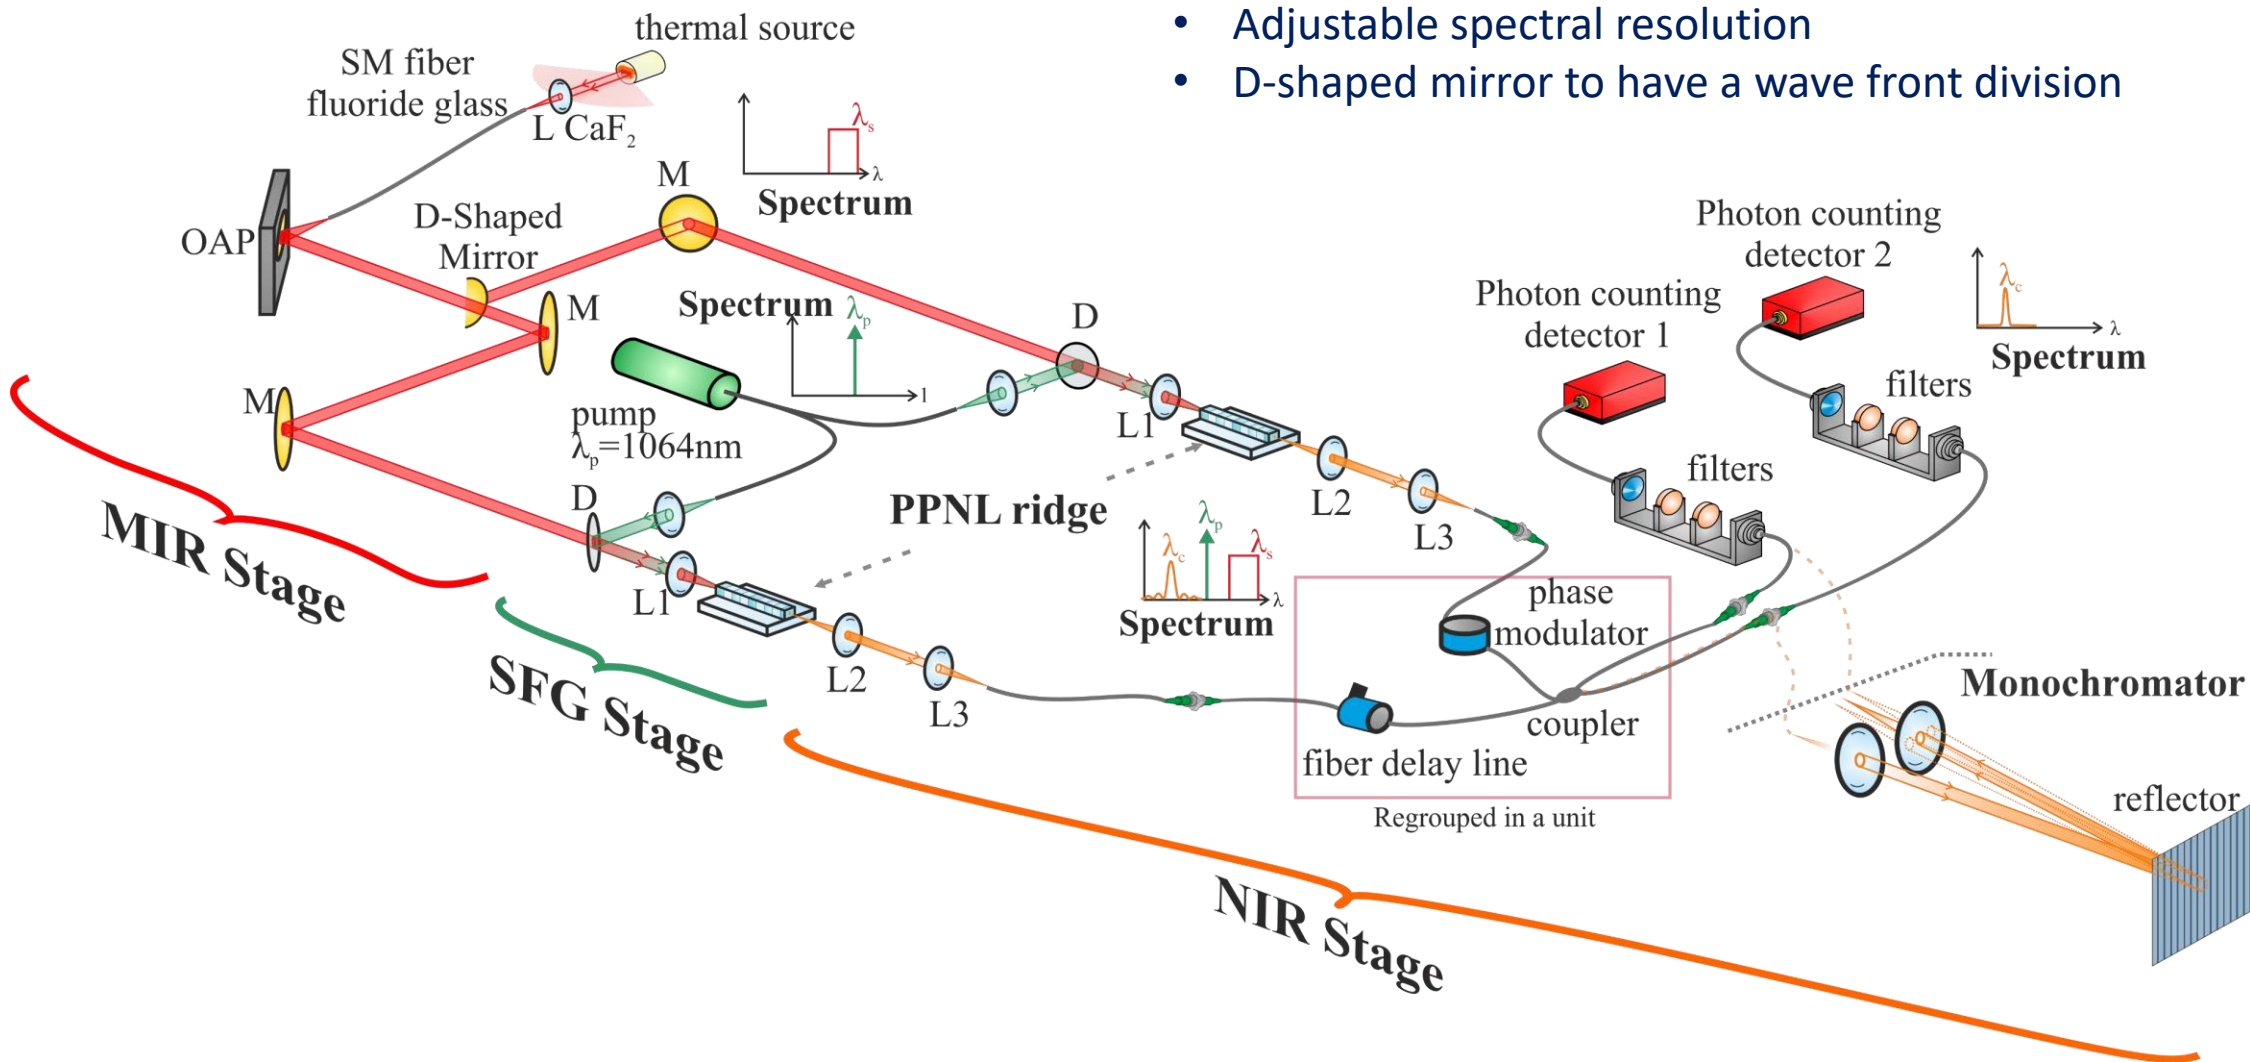 • Adjustable spectral resolution
• D-shaped mirror to have a wave front division
thermal source
SM fiber
fluoride glass
L CaF₂
λs
λ
Spectrum
M
D-Shaped
Mirror
OAP
M
M
Spectrum
λp
l
pump
λp=1064nm
D
L1
PPNL ridge
L2
L3
D
L1
L2
L3
λc
λp
λs
λ
Spectrum
Photon counting
detector 1
Photon counting
detector 2
λc
λ
Spectrum
filters
filters
phase
modulator
coupler
fiber delay line
Regrouped in a unit
Monochromator
reflector
MIR Stage
SFG Stage
NIR Stage